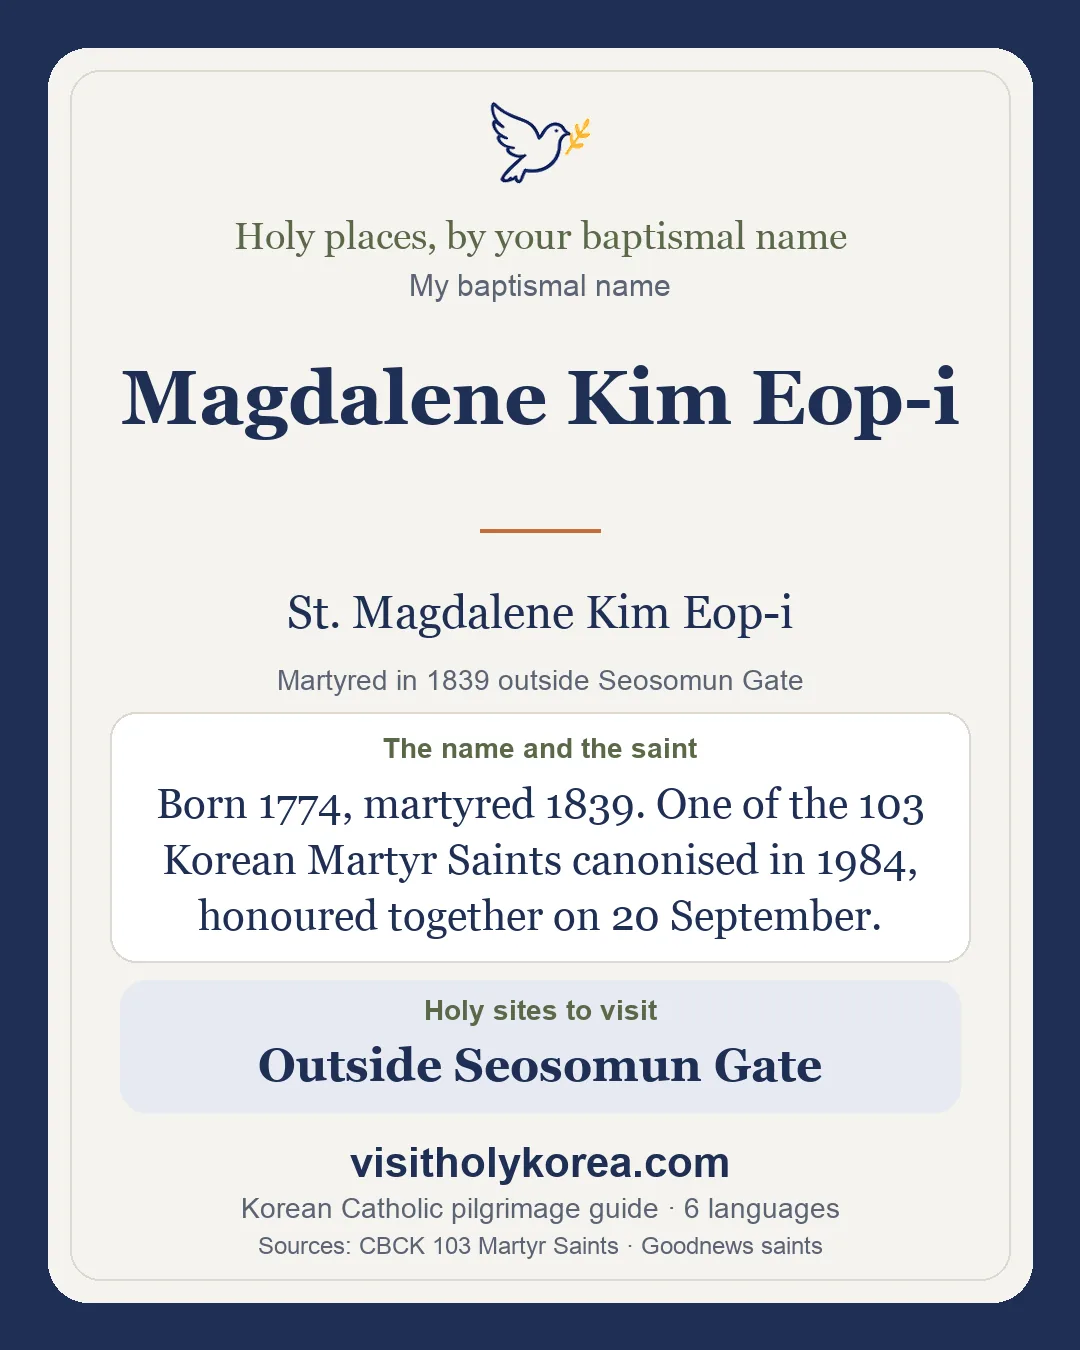 Holy places, by your baptismal name
My baptismal name
Magdalene Kim Eop-i
St. Magdalene Kim Eop-i
Martyred in 1839 outside Seosomun Gate
The name and the saint
Born 1774, martyred 1839. One of the 103
Korean Martyr Saints canonised in 1984,
honoured together on 20 September.
Holy sites to visit
Outside Seosomun Gate
visitholykorea.com
Korean Catholic pilgrimage guide · 6 languages
Sources: CBCK 103 Martyr Saints · Goodnews saints